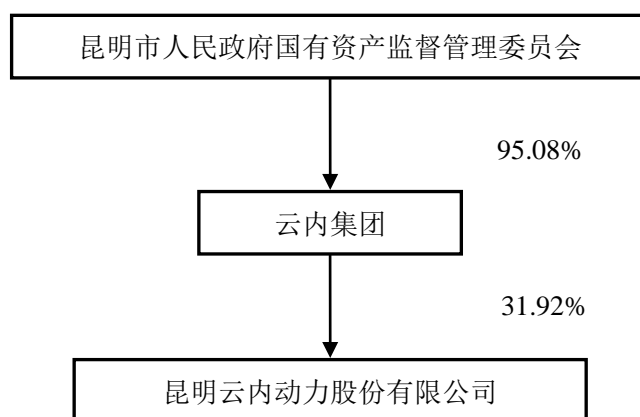 昆明市人民政府国有资产监督管理委员会
95.08%
云内集团
31.92%
昆明云内动力股份有限公司